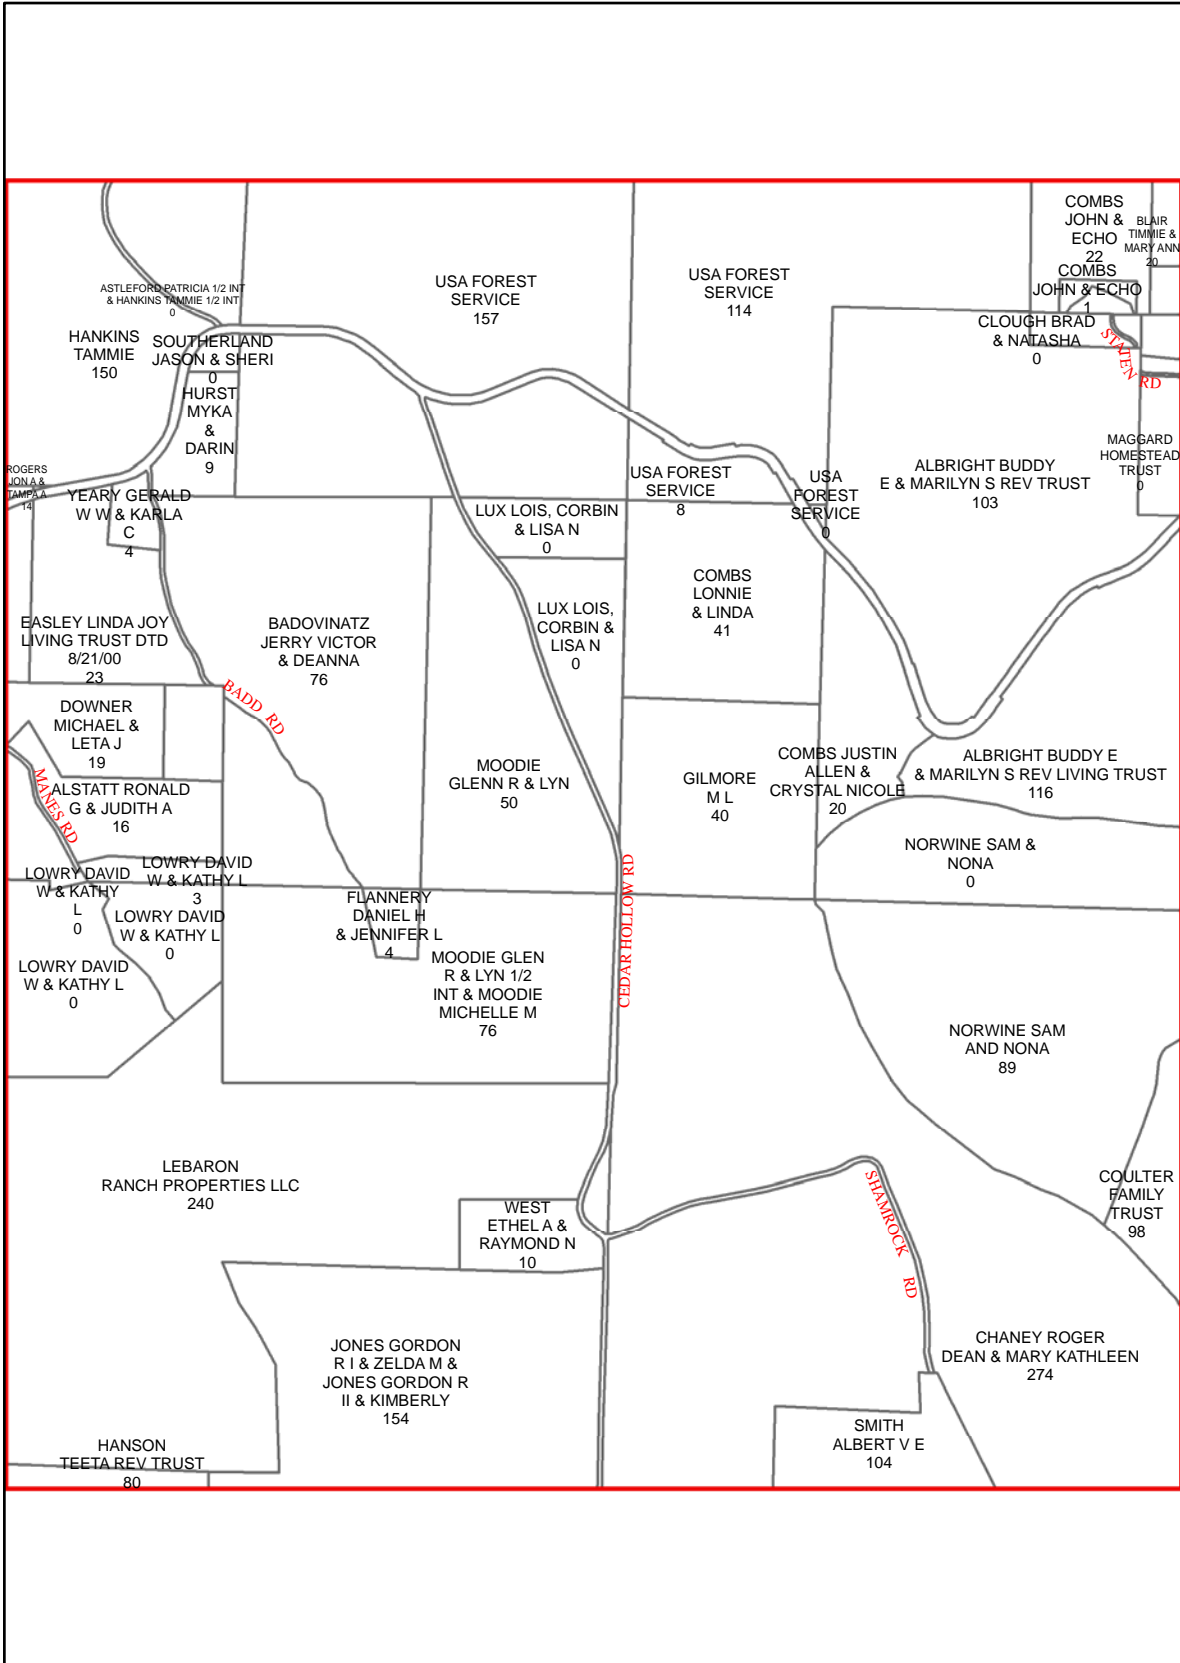 COMBS
JOHN &
ECHO
22
BLAIR
TIMMIE &
MARY ANN
20
COMBS
JOHN & ECHO
1
ASTLEFORD PATRICIA 1/2 INT
& HANKINS TAMMIE 1/2 INT
0
USA FOREST
SERVICE
157
USA FOREST
SERVICE
114
CLOUGH BRAD
& NATASHA
0
STATEN RD
HANKINS
TAMMIE
150
SOUTHERLAND
JASON & SHERI
0
HURST
MYKA
&
DARIN
9
MAGGARD
HOMESTEAD
TRUST
0
ROGERS
JON A &
TAMPA A
14
YEARY GERALD
W W & KARLA
C
4
USA FOREST
SERVICE
8
USA
FOREST
SERVICE
0
ALBRIGHT BUDDY
E & MARILYN S REV TRUST
103
LUX LOIS, CORBIN
& LISA N
0
COMBS
LONNIE
& LINDA
41
EASLEY LINDA JOY
LIVING TRUST DTD
8/21/00
23
BADOVINATZ
JERRY VICTOR
& DEANNA
76
LUX LOIS,
CORBIN &
LISA N
0
BADD RD
DOWNER
MICHAEL &
LETA J
19
MOODIE
GLENN R & LYN
50
GILMORE
M L
40
COMBS JUSTIN
ALLEN &
CRYSTAL NICOLE
20
ALBRIGHT BUDDY E
& MARILYN S REV LIVING TRUST
116
MANES RD
ALSTATT RONALD
G & JUDITH A
16
NORWINE SAM &
NONA
0
LOWRY DAVID
W & KATHY
L
0
LOWRY DAVID
W & KATHY L
3
LOWRY DAVID
W & KATHY L
0
FLANNERY
DANIEL H
& JENNIFER L
4
CEDAR HOLLOW RD
LOWRY DAVID
W & KATHY L
0
MOODIE GLEN
R & LYN 1/2
INT & MOODIE
MICHELLE M
76
NORWINE SAM
AND NONA
89
LEBARON
RANCH PROPERTIES LLC
240
WEST
ETHEL A &
RAYMOND N
10
SHAMROCK RD
COULTER
FAMILY
TRUST
98
JONES GORDON
R I & ZELDA M &
JONES GORDON R
II & KIMBERLY
154
CHANEY ROGER
DEAN & MARY KATHLEEN
274
SMITH
ALBERT V E
104
HANSON
TEETA REV TRUST
80